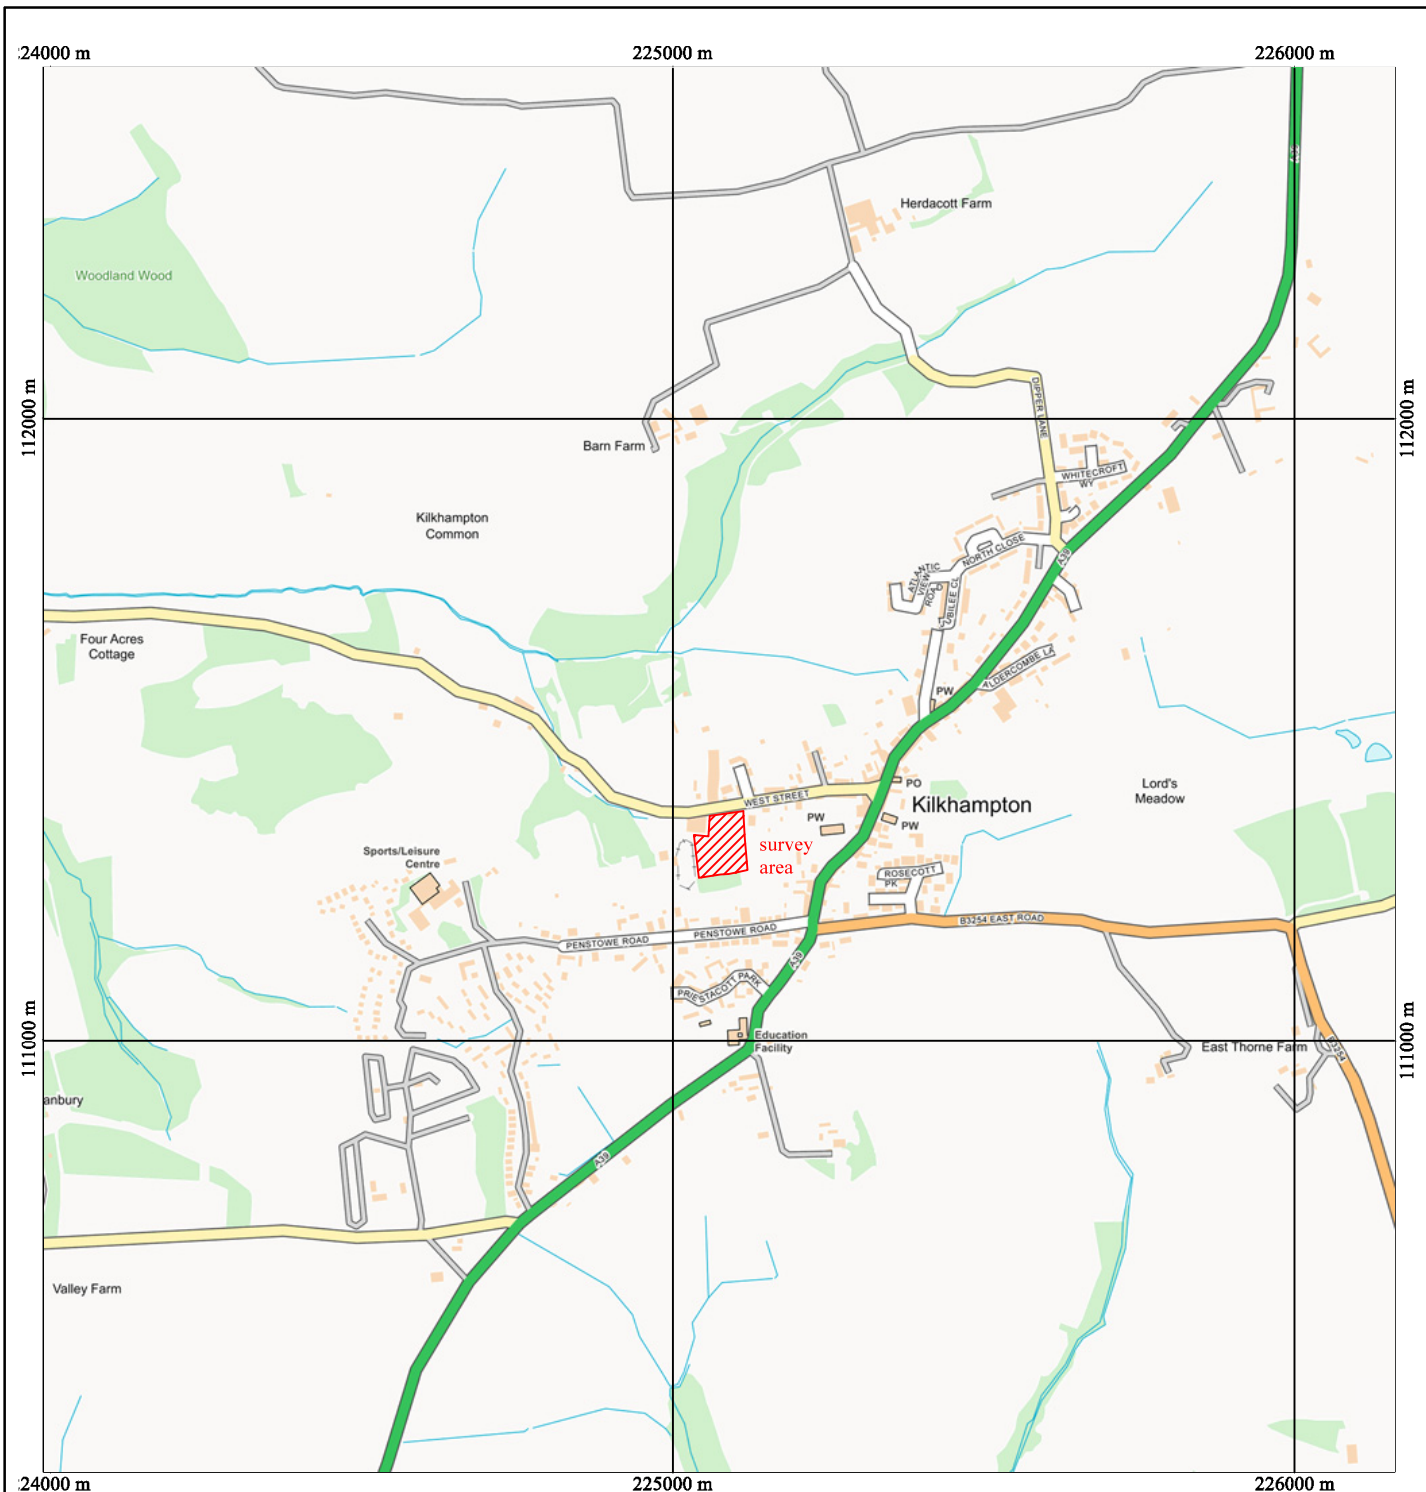 224000 m
225000 m
226000 m
A39
Herdacott Farm
Woodland Wood
112000 m
112000 m
DIPPER LANE
Barn Farm
WHITECROFT
WY
Kilkhampton
Common
NORTH CLOSE
A39
ATLANTIC
VIEW
ROAD
JUBILEE CL
Four Acres
Cottage
ALDERCOMBE LA
PW
PO
Lord's
Meadow
WEST STREET
Kilkhampton
PW
PW
survey
area
Sports/Leisure
Centre
ROSECOTT
PK
B3254 EAST ROAD
PENSTOWE ROAD
PENSTOWE ROAD
A39
PRIESTACOTT PARK
Education
Facility
111000 m
111000 m
East Thorne Farm
B3254
anbury
A39
Valley Farm
224000 m
225000 m
226000 m